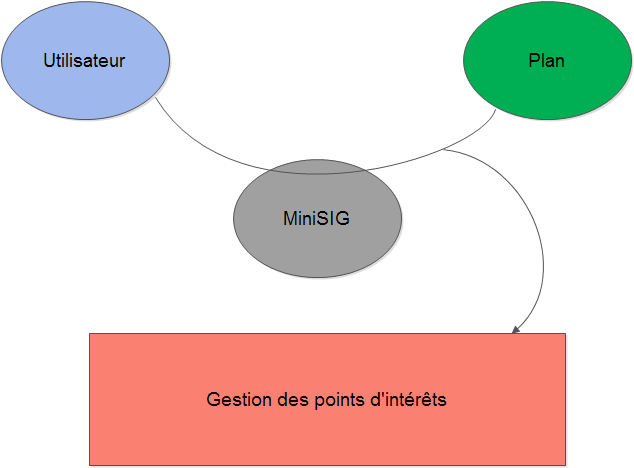 Utilisateur
Plan
MiniSIG
Gestion des points d'intérêts